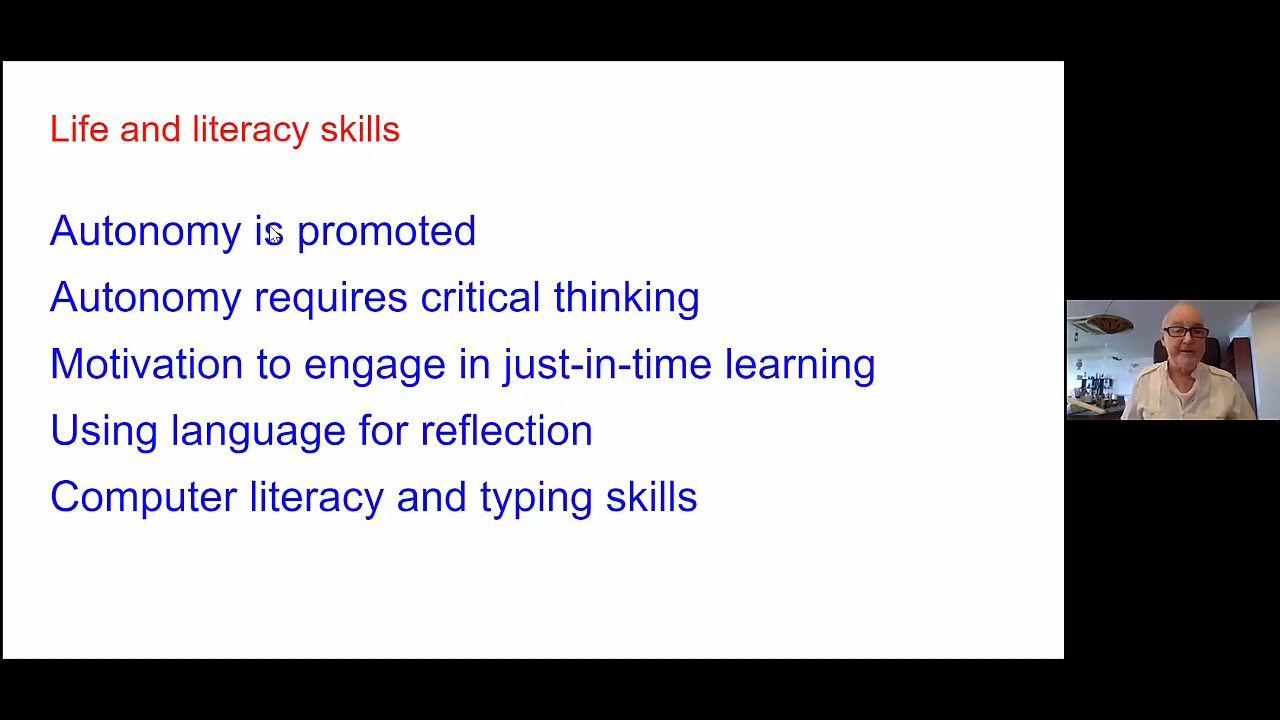 Life and literacy skills
Autonomy is promoted
Autonomy requires critical thinking
Motivation to engage in just-in-time learning
Using language for reflection
Computer literacy and typing skills